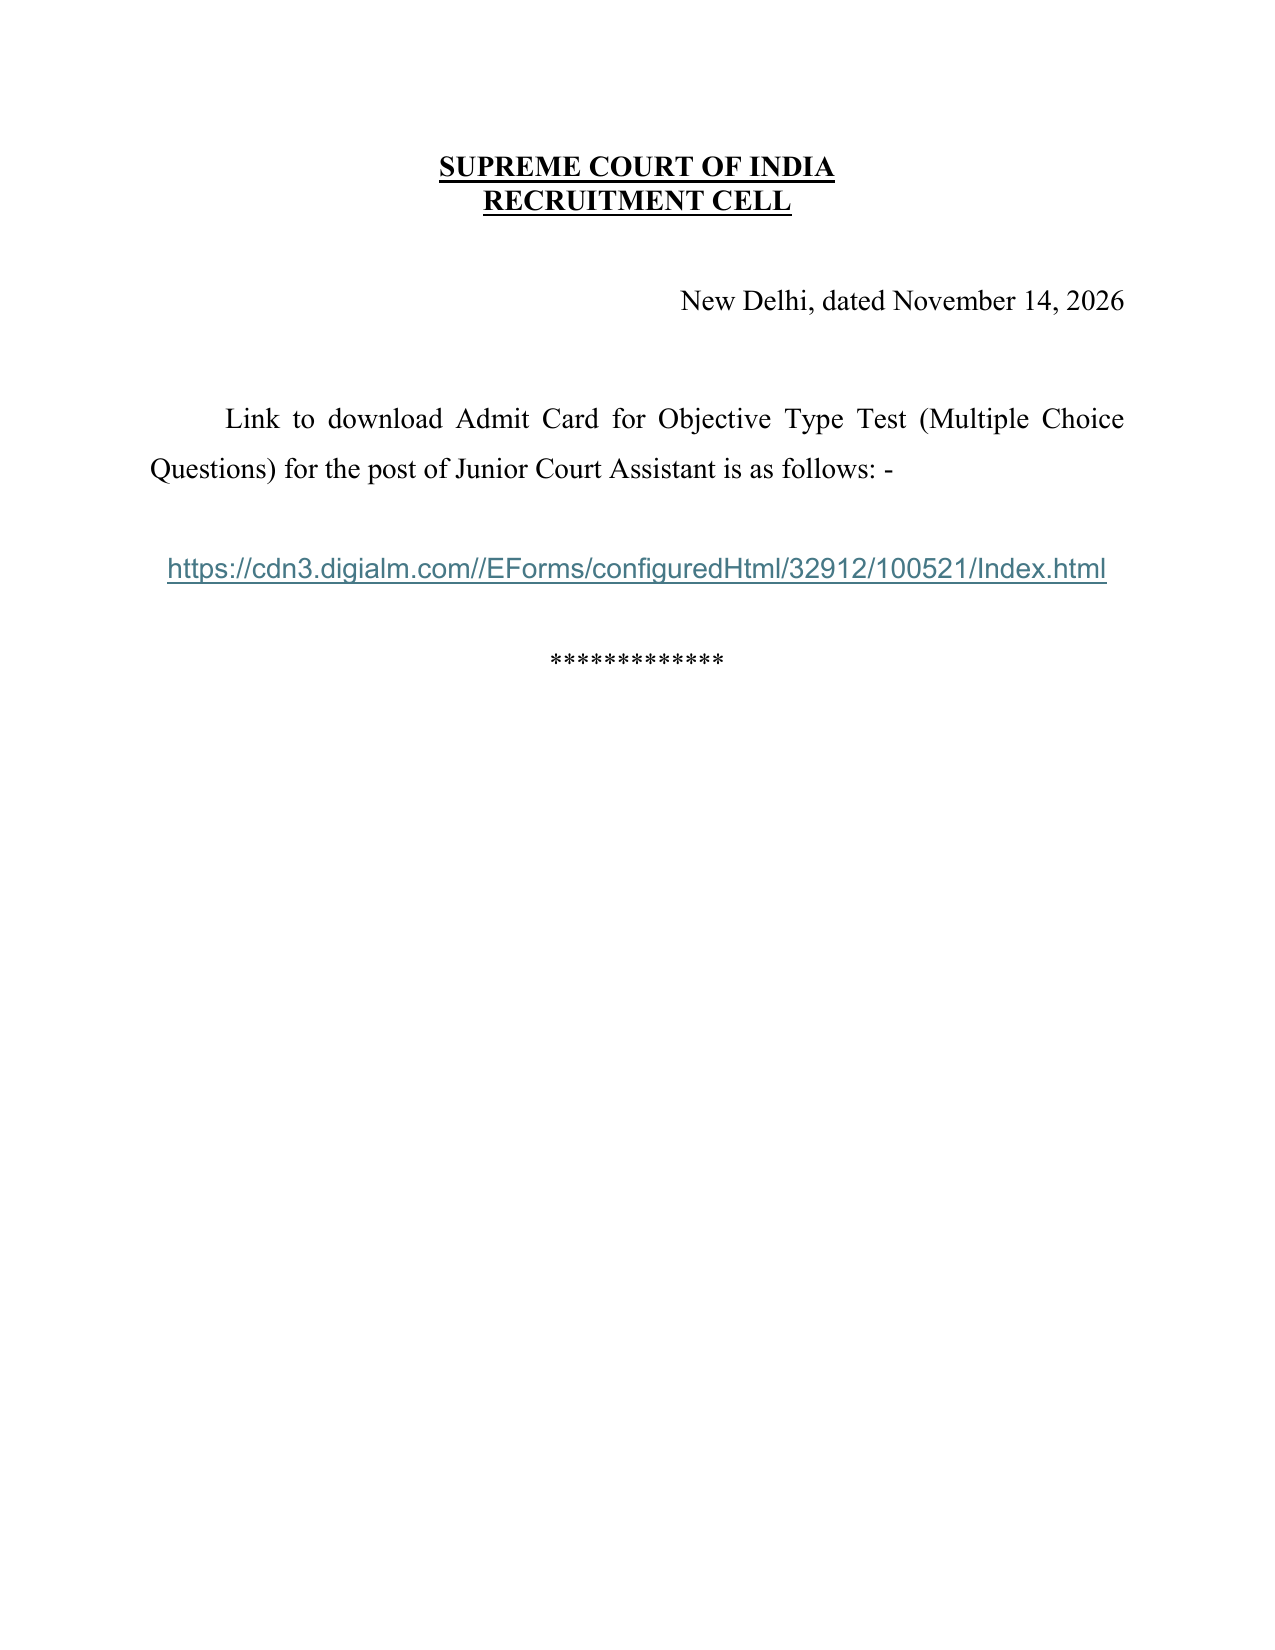 SUPREME COURT OF INDIA
RECRUITMENT CELL
New Delhi, dated November 14, 2026
Link to download Admit Card for Objective Type Test (Multiple Choice
Questions) for the post of Junior Court Assistant is as follows: -
https://cdn3.digialm.com//EForms/configuredHtml/32912/100521/Index.html
*************